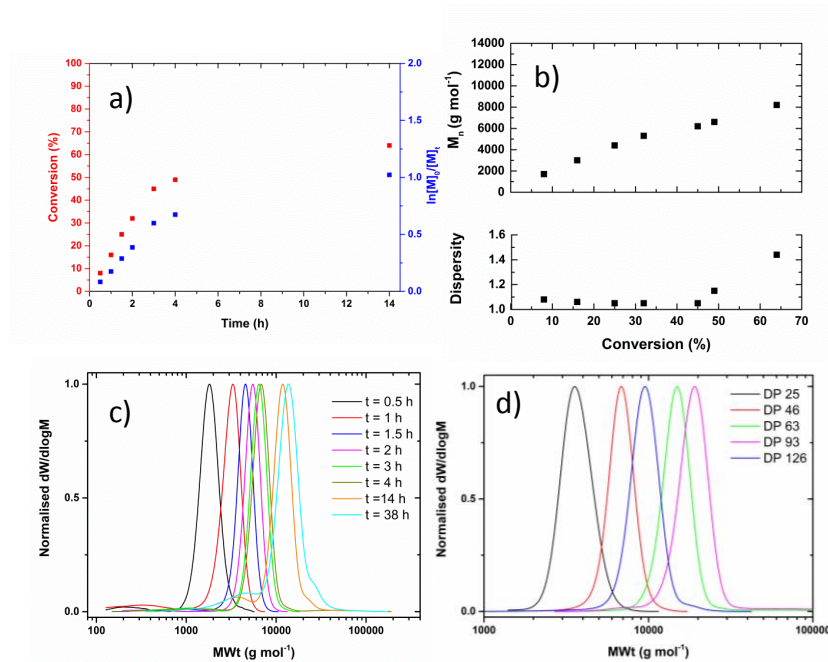 a)
100
90
80
70
60
50
40
30
20
10
0
Conversion (%)
2.0
1.5
1.0
0.5
0.0
ln[M]₀/[M]ₜ
0 2 4 6 8 10 12 14
Time (h)
b)
14000
12000
10000
8000
6000
4000
2000
0
Mₙ (g mol⁻¹)
1.6
1.4
1.2
1.0
Dispersity
0 10 20 30 40 50 60 70
Conversion (%)
c)
1.0
0.5
0.0
Normalised dW/dlogM
t = 0.5 h
t = 1 h
t = 1.5 h
t = 2 h
t = 3 h
t = 4 h
t =14 h
t = 38 h
100 1000 10000 100000
MWt (g mol⁻¹)
d)
1.0
0.5
0.0
Normalised dW/dlogM
DP 25
DP 46
DP 63
DP 93
DP 126
1000 10000 100000
MWt (g mol⁻¹)